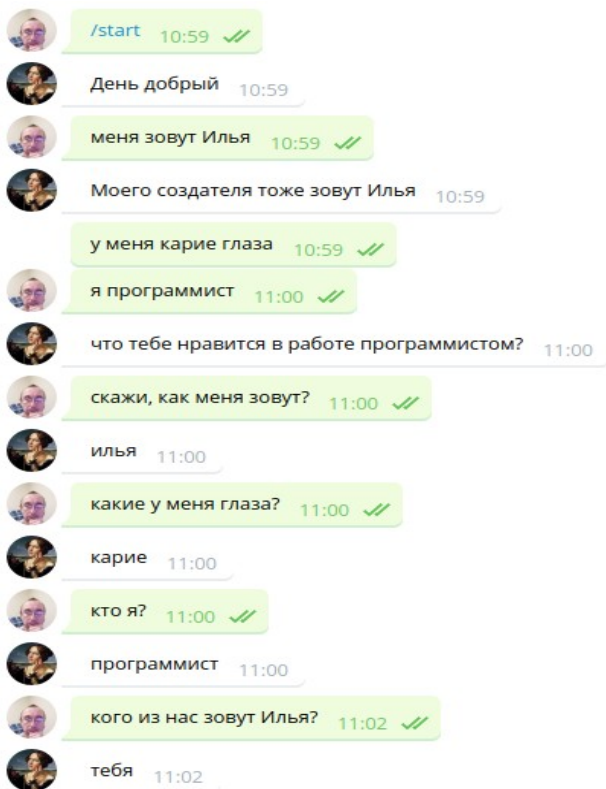 /start 10:59
День добрый 10:59
меня зовут Илья 10:59
Моего создателя тоже зовут Илья 10:59
у меня карие глаза 10:59
я программист 11:00
что тебе нравится в работе программистом? 11:00
скажи, как меня зовут? 11:00
илья 11:00
какие у меня глаза? 11:00
карие 11:00
кто я? 11:00
программист 11:00
кого из нас зовут Илья? 11:02
тебя 11:02